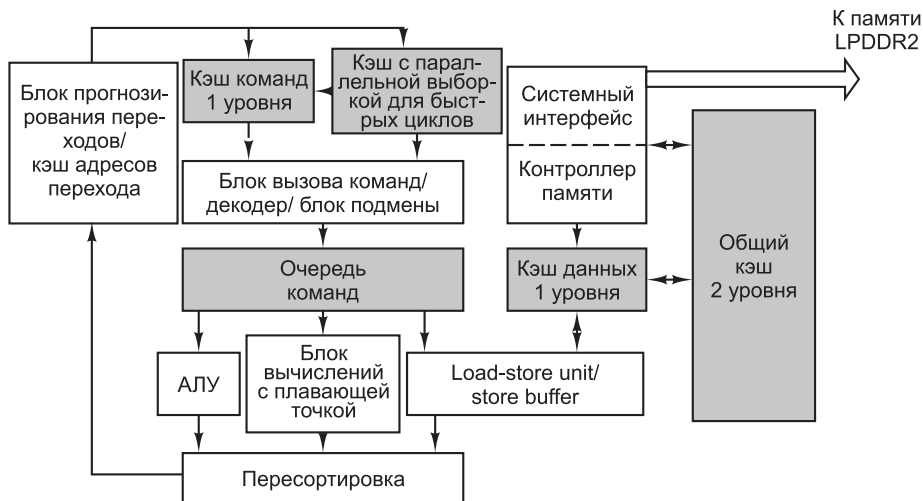 К памяти
LPDDR2
Блок прогнози-
рования пере-
ходов/
кэш адресов
перехода
Кэш команд
1 уровня
Кэш с парал-
лельной выбор-
кой для быст-
рых циклов
Системный
интерфейс
Контроллер
памяти
Блок вызова команд/
декодер/ блок подмены
Очередь
команд
Кэш данных
1 уровня
Общий
кэш
2 уровня
АЛУ
Блок
вычислений
с плавающей
точкой
Load-store unit/
store buffer
Пересортировка